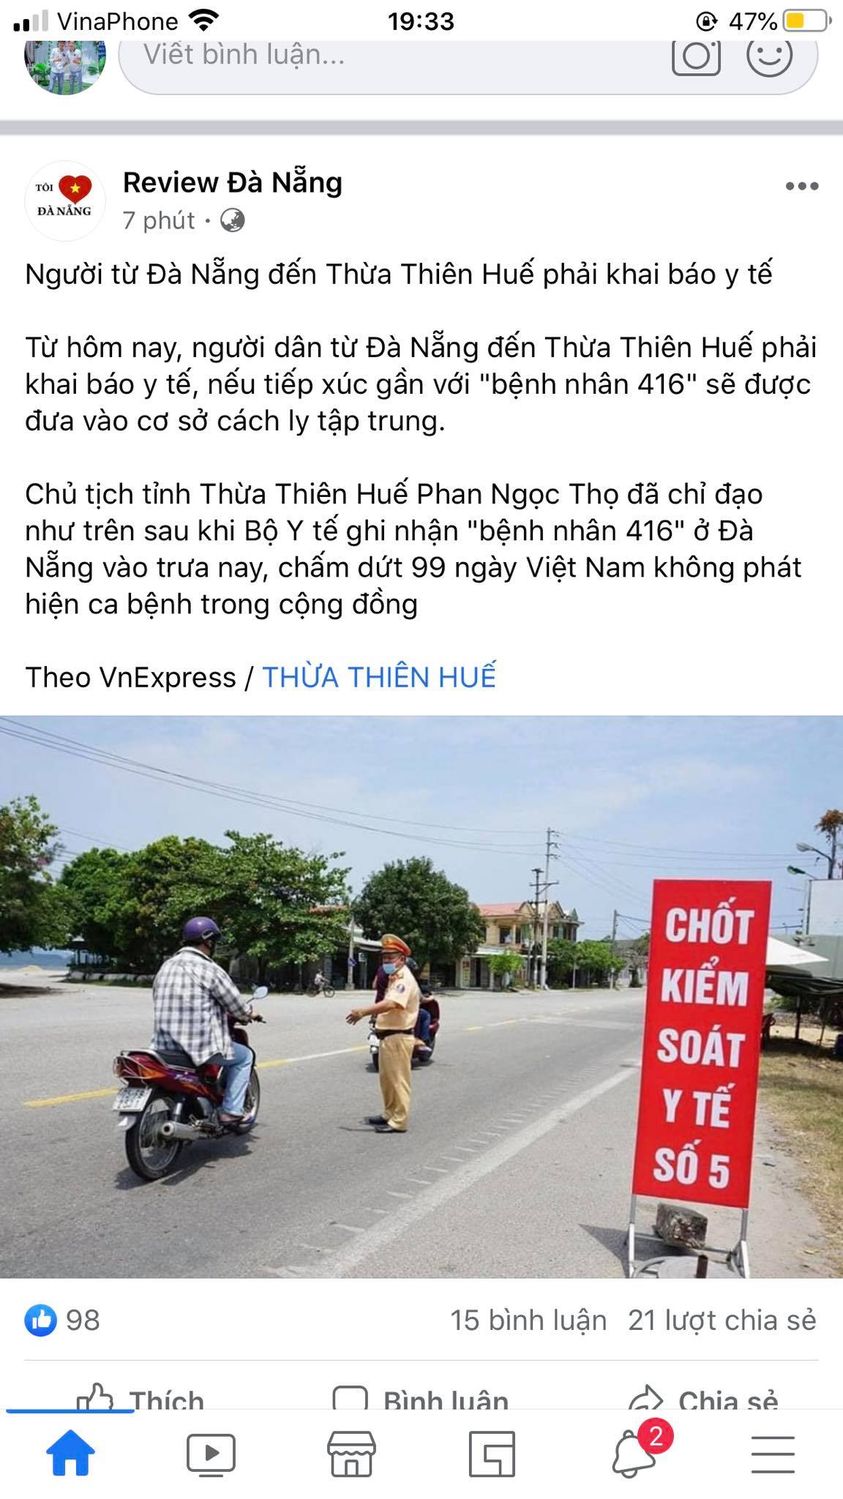 VinaPhone 19:33 47%
Viết bình luận...
TÔI
ĐÀ NẴNG
Review Đà Nẵng
7 phút ·
Người từ Đà Nẵng đến Thừa Thiên Huế phải khai báo y tế
Từ hôm nay, người dân từ Đà Nẵng đến Thừa Thiên Huế phải
khai báo y tế, nếu tiếp xúc gần với "bệnh nhân 416" sẽ được
đưa vào cơ sở cách ly tập trung.
Chủ tịch tỉnh Thừa Thiên Huế Phan Ngọc Thọ đã chỉ đạo
như trên sau khi Bộ Y tế ghi nhận "bệnh nhân 416" ở Đà
Nẵng vào trưa nay, chấm dứt 99 ngày Việt Nam không phát
hiện ca bệnh trong cộng đồng
Theo VnExpress / THỪA THIÊN HUẾ
CHỐT
KIỂM
SOÁT
Y TẾ
SỐ 5
98 15 bình luận 21 lượt chia sẻ
Thích Bình luận Chia sẻ
2